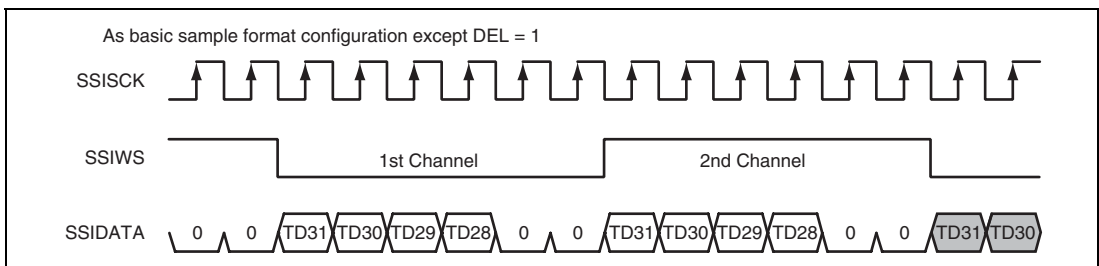 As basic sample format configuration except DEL = 1
SSISCK
SSIWS 1st Channel 2nd Channel
SSIDATA 0 0 TD31 TD30 TD29 TD28 0 0 TD31 TD30 TD29 TD28 0 0 TD31 TD30